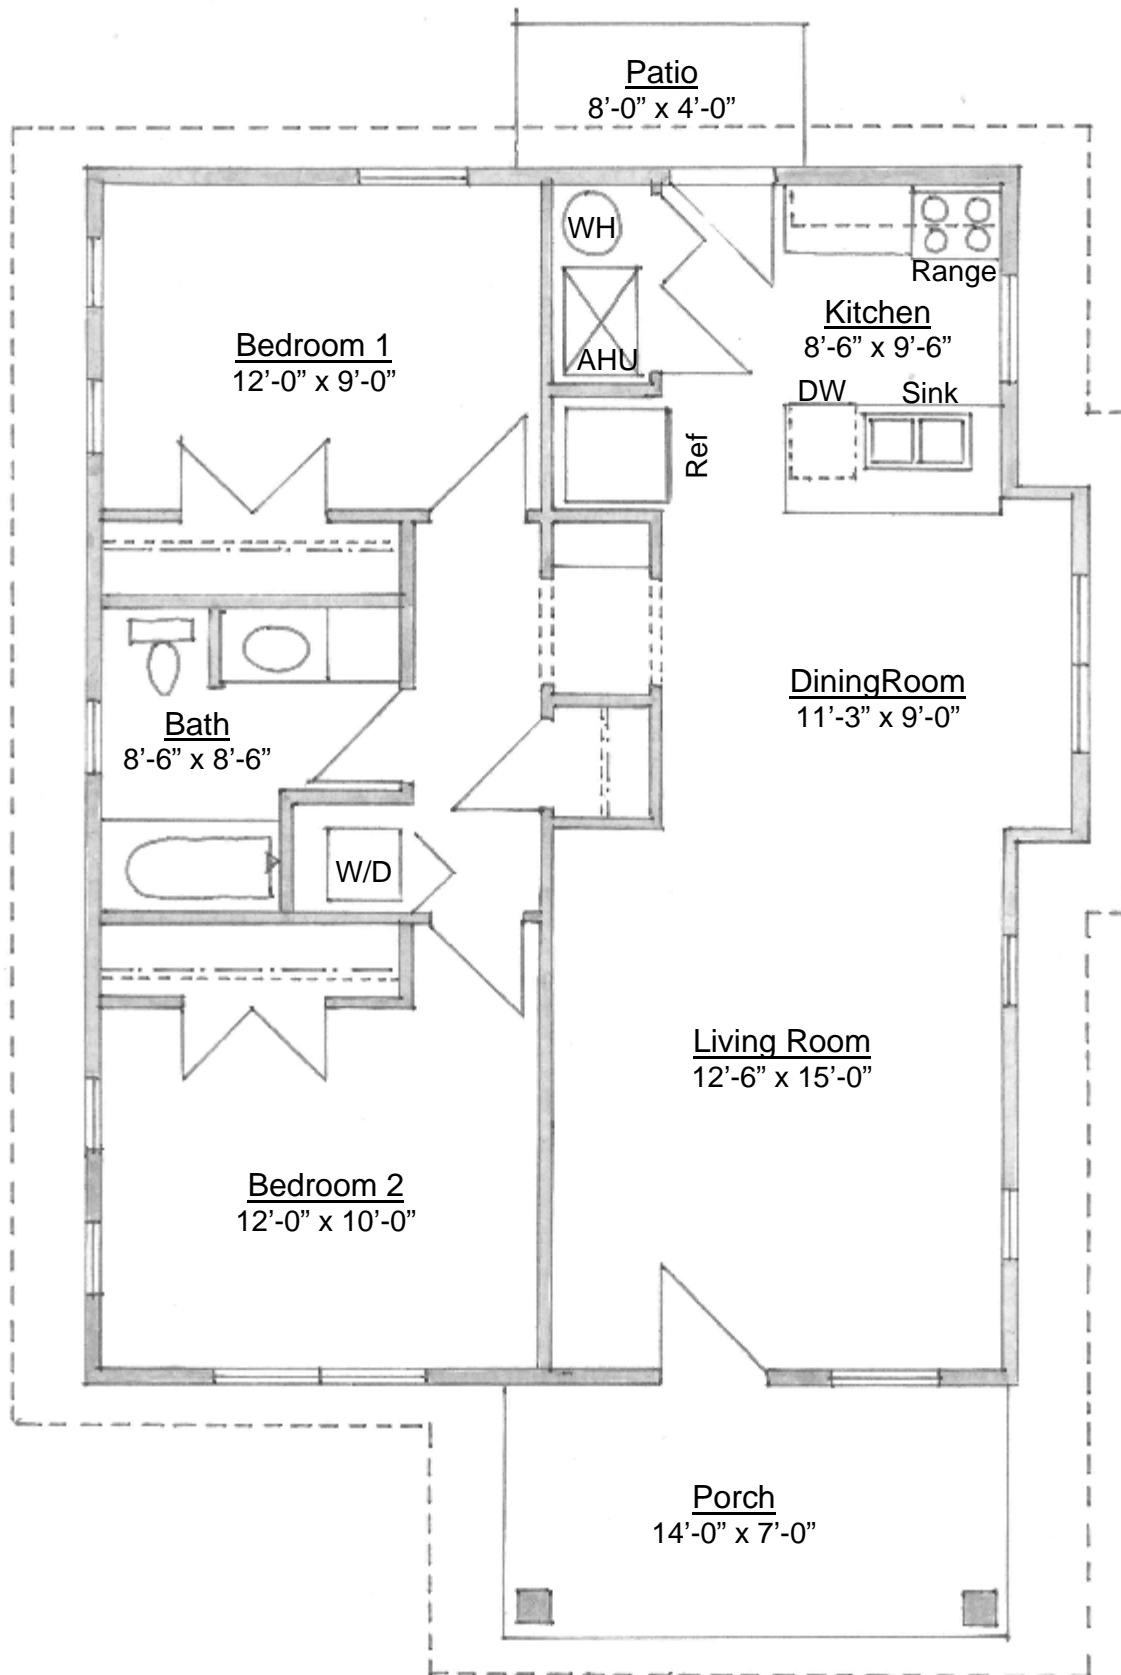 Patio
8’-0” x 4’-0”
WH
Range
Kitchen
8’-6” x 9’-6”
Bedroom 1
12’-0” x 9’-0”
AHU
DW
Sink
Ref
DiningRoom
11’-3” x 9’-0”
Bath
8’-6” x 8’-6”
W/D
Living Room
12’-6” x 15’-0”
Bedroom 2
12’-0” x 10’-0”
Porch
14’-0” x 7’-0”